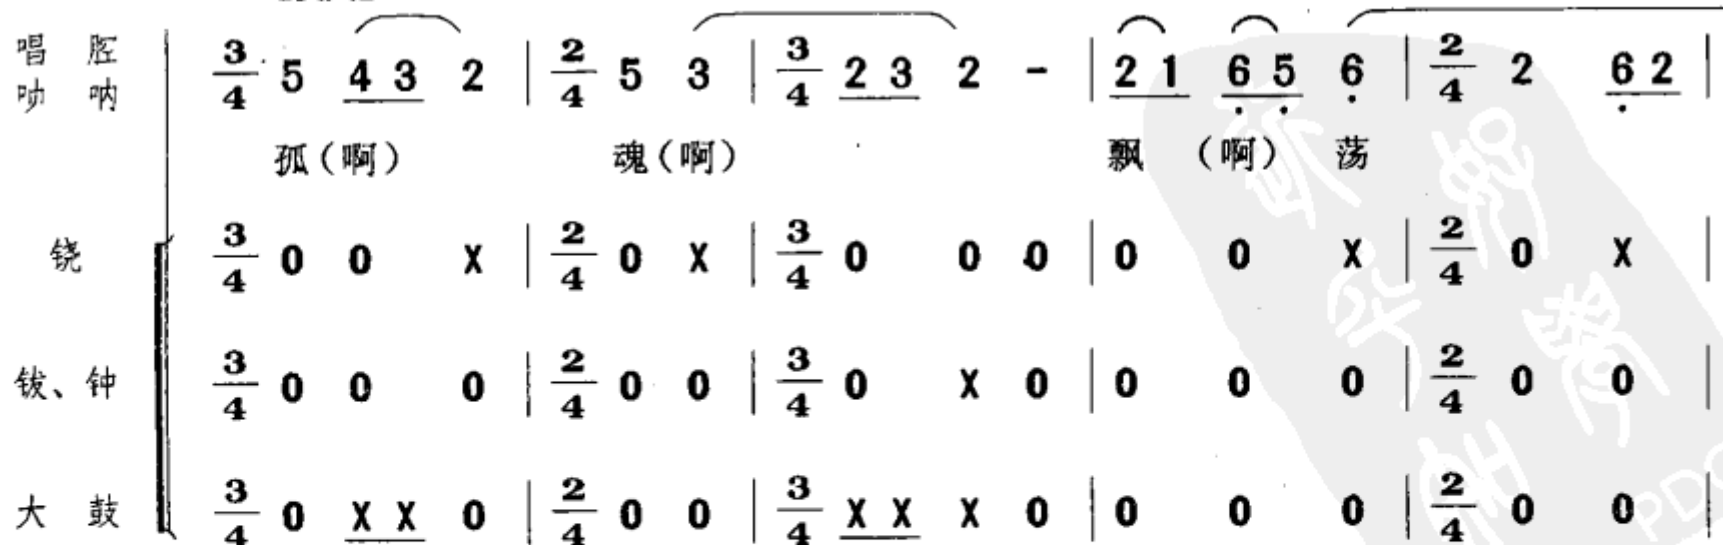 唱腔 3/4 5 4 3 2 | 2/4 5 3 | 3/4 2 3 2 - | 2 1 6̣ 5̣ 6̣ | 2/4 2 6̣ 2 |
唢呐
孤(啊) 魂(啊) 飘 (啊) 荡
铙 3/4 0 0 X | 2/4 0 X | 3/4 0 0 0 | 0 0 X | 2/4 0 X |
钹、钟 3/4 0 0 0 | 2/4 0 0 | 3/4 0 X 0 | 0 0 0 | 2/4 0 0 |
大鼓 3/4 0 X X 0 | 2/4 0 0 | 3/4 X X X 0 | 0 0 0 | 2/4 0 0 |
PDG